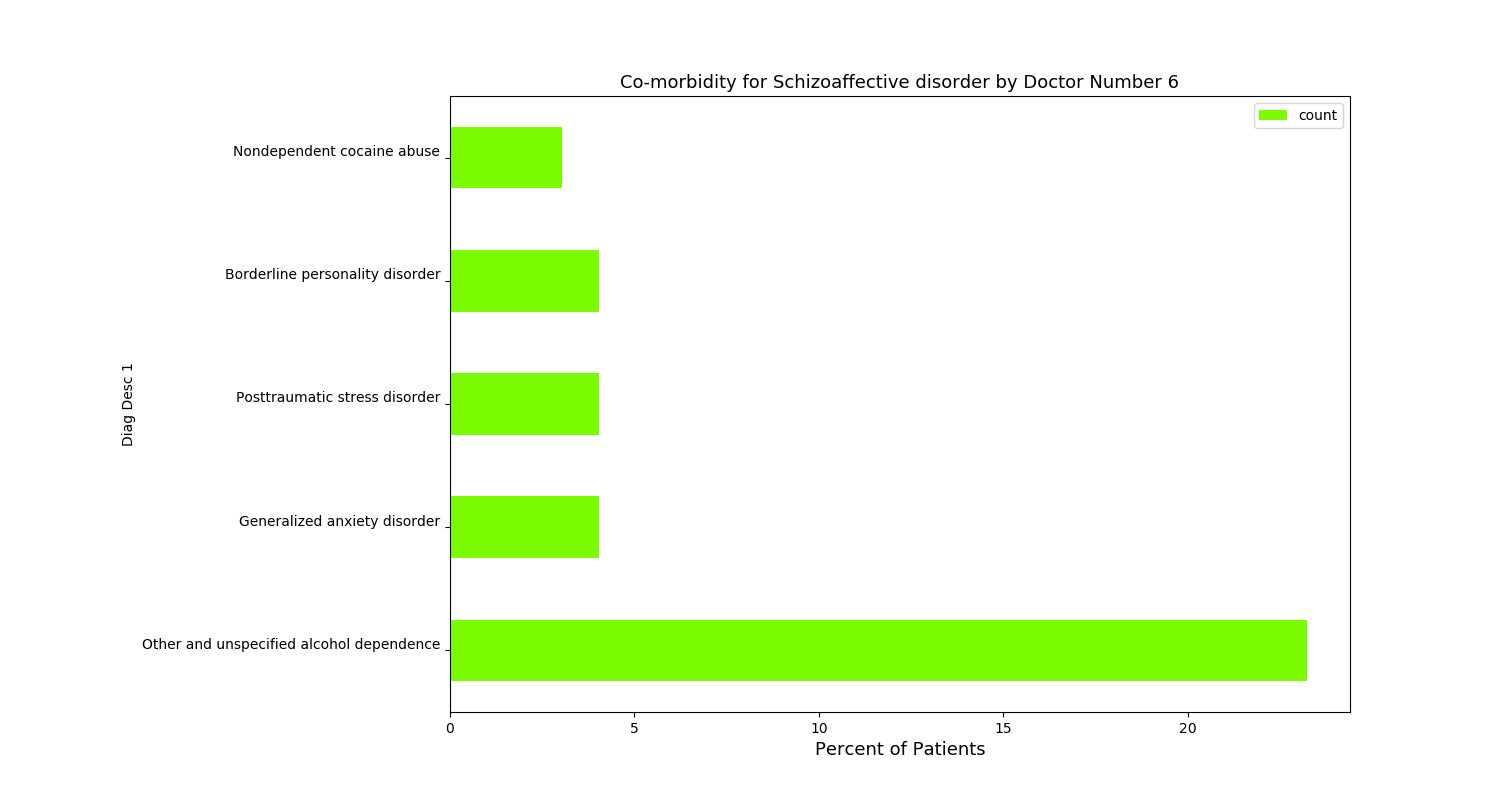 Co-morbidity for Schizoaffective disorder by Doctor Number 6
count
Nondependent cocaine abuse
Borderline personality disorder
Posttraumatic stress disorder
Generalized anxiety disorder
Other and unspecified alcohol dependence
Diag Desc 1
0 5 10 15 20
Percent of Patients